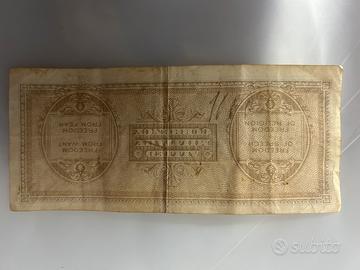 FREEDOM
OF SPEECH
FREEDOM
OF RELIGION
FREEDOM
FROM WANT
FREEDOM
FROM FEAR
subito